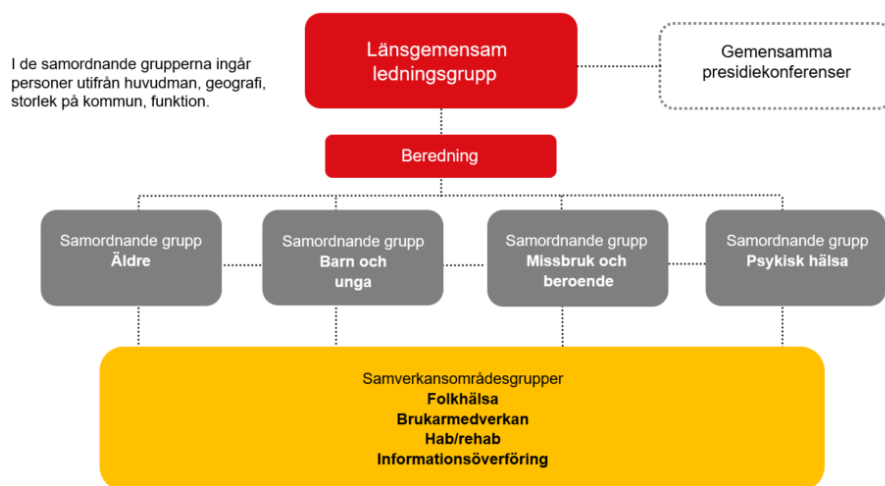 I de samordnande grupperna ingår
personer utifrån huvudman, geografi,
storlek på kommun, funktion.
Länsgemensam
ledningsgrupp
Gemensamma
presidiekonferenser
Beredning
Samordnande grupp
Äldre
Samordnande grupp
Barn och
unga
Samordnande grupp
Missbruk och
beroende
Samordnande grupp
Psykisk hälsa
Samverkansområdesgrupper
Folkhälsa
Brukarmedverkan
Hab/rehab
Informationsöverföring